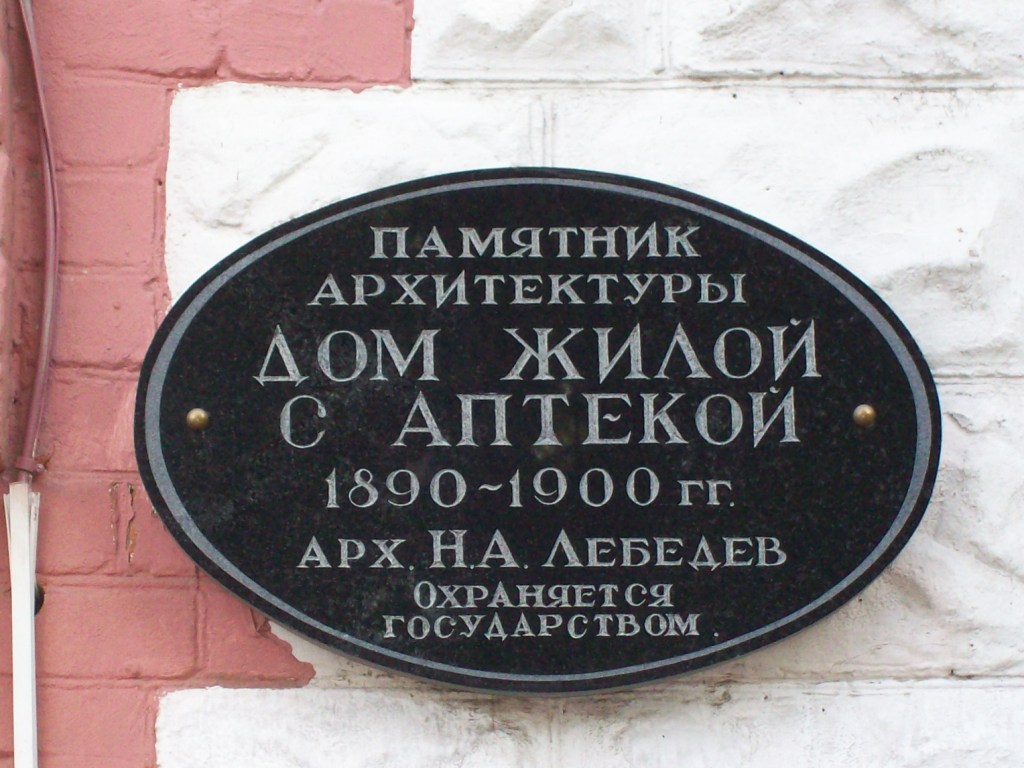 ПАМЯТНИК
АРХИТЕКТУРЫ
ДОМ ЖИЛОЙ
С АПТЕКОЙ
1890~1900 гг.
АРХ. Н.А. ЛЕБЕДЕВ
ОХРАНЯЕТСЯ
ГОСУДАРСТВОМ.